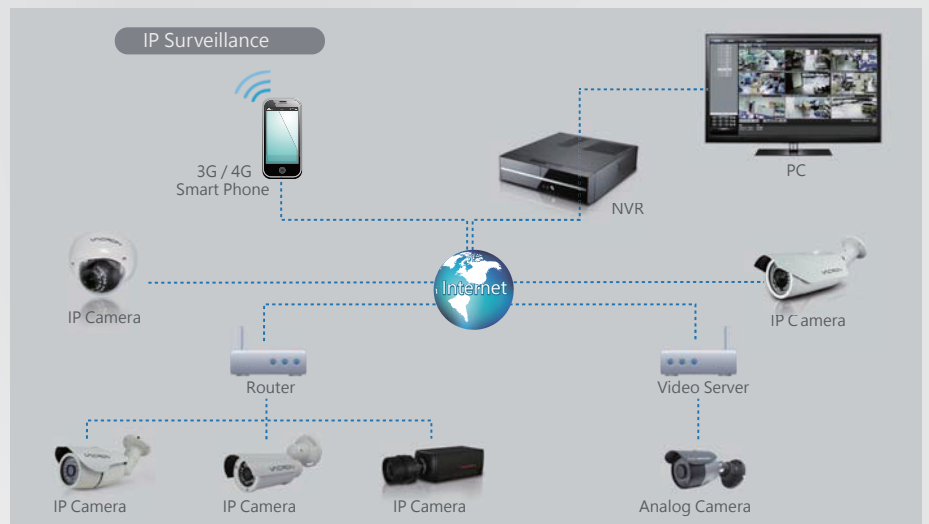 IP Surveillance
3G / 4G
Smart Phone
NVR
PC
IP Camera
Internet
IP C amera
Router
Video Server
IP Camera
IP Camera
IP Camera
Analog Camera